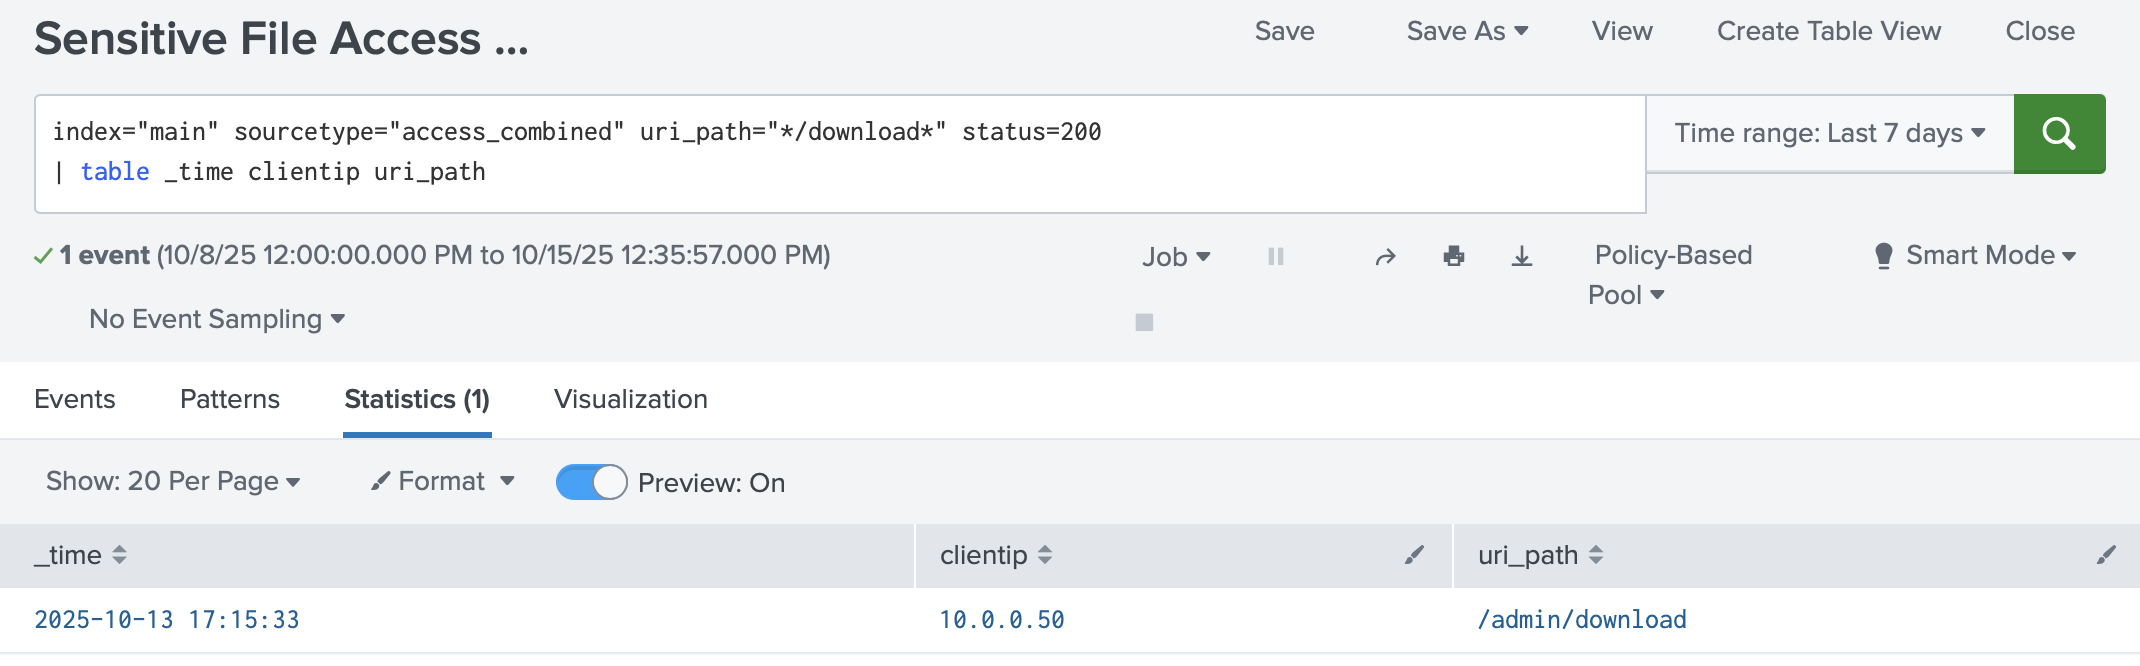 Sensitive File Access ...
Save Save As View Create Table View Close
index="main" sourcetype="access_combined" uri_path="*/download*" status=200
| table _time clientip uri_path
Time range: Last 7 days
1 event (10/8/25 12:00:00.000 PM to 10/15/25 12:35:57.000 PM)
Job
Policy-Based
Pool
Smart Mode
No Event Sampling
Events Patterns Statistics (1) Visualization
Show: 20 Per Page Format Preview: On
_time clientip uri_path
2025-10-13 17:15:33 10.0.0.50 /admin/download